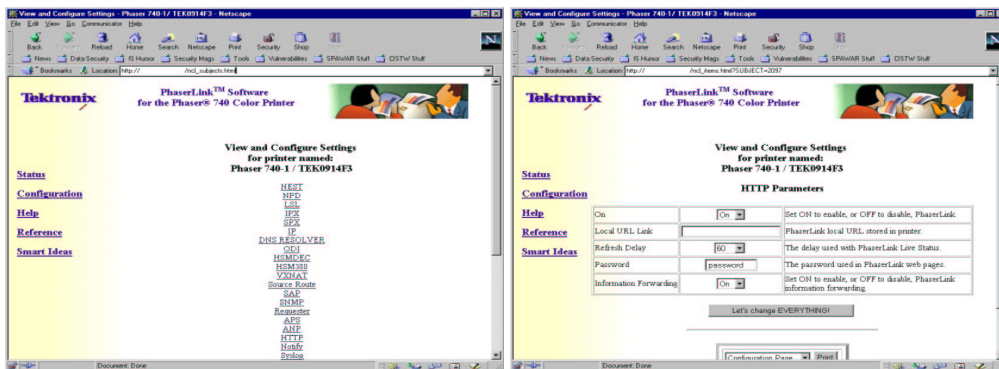 View and Configure Settings - Phaser 740-1/ TEK0914F3 - Netscape
File Edit View Go Communicator Help
Back Reload Home Search Netscape Print Security Shop
News Data Security IS Humor Security Mags Tools Vulnerabilities SPAWAR Stuff CISTW Stuff
Bookmarks Location: http:// /ncl_subjects.html
Tektronix
PhaserLink™ Software
for the Phaser® 740 Color Printer
View and Configure Settings
for printer named:
Phaser 740-1 / TEK0914F3
Status
Configuration
Help
Reference
Smart Ideas
NEST
NPD
LSL
IPX
SPX
IP
DNS RESOLVER
ODI
HSMDEC
HSM380
VXNAT
Source Route
SAP
SNMP
Requester
APS
ANP
HTTP
Notify
Syslog
Document: Done
View and Configure Settings - Phaser 740-1/ TEK0914F3 - Netscape
File Edit View Go Communicator Help
Back Reload Home Search Netscape Print Security Shop
News Data Security IS Humor Security Mags Tools Vulnerabilities SPAWAR Stuff CISTW Stuff
Bookmarks Location: http:// /ncl_items.html?SUBJECT=2097
Tektronix
PhaserLink™ Software
for the Phaser® 740 Color Printer
View and Configure Settings
for printer named:
Phaser 740-1 / TEK0914F3
HTTP Parameters
Status
Configuration
Help
Reference
Smart Ideas
On On Set ON to enable, or OFF to disable, PhaserLink
Local URL Link PhaserLink local URL stored in printer.
Refresh Delay 60 The delay used with PhaserLink Live Status.
Password password The password used in PhaserLink web pages.
Information Forwarding On Set ON to enable, or OFF to disable, PhaserLink
information forwarding
Let's change EVERYTHING!
Configuration Page Print
Document: Done